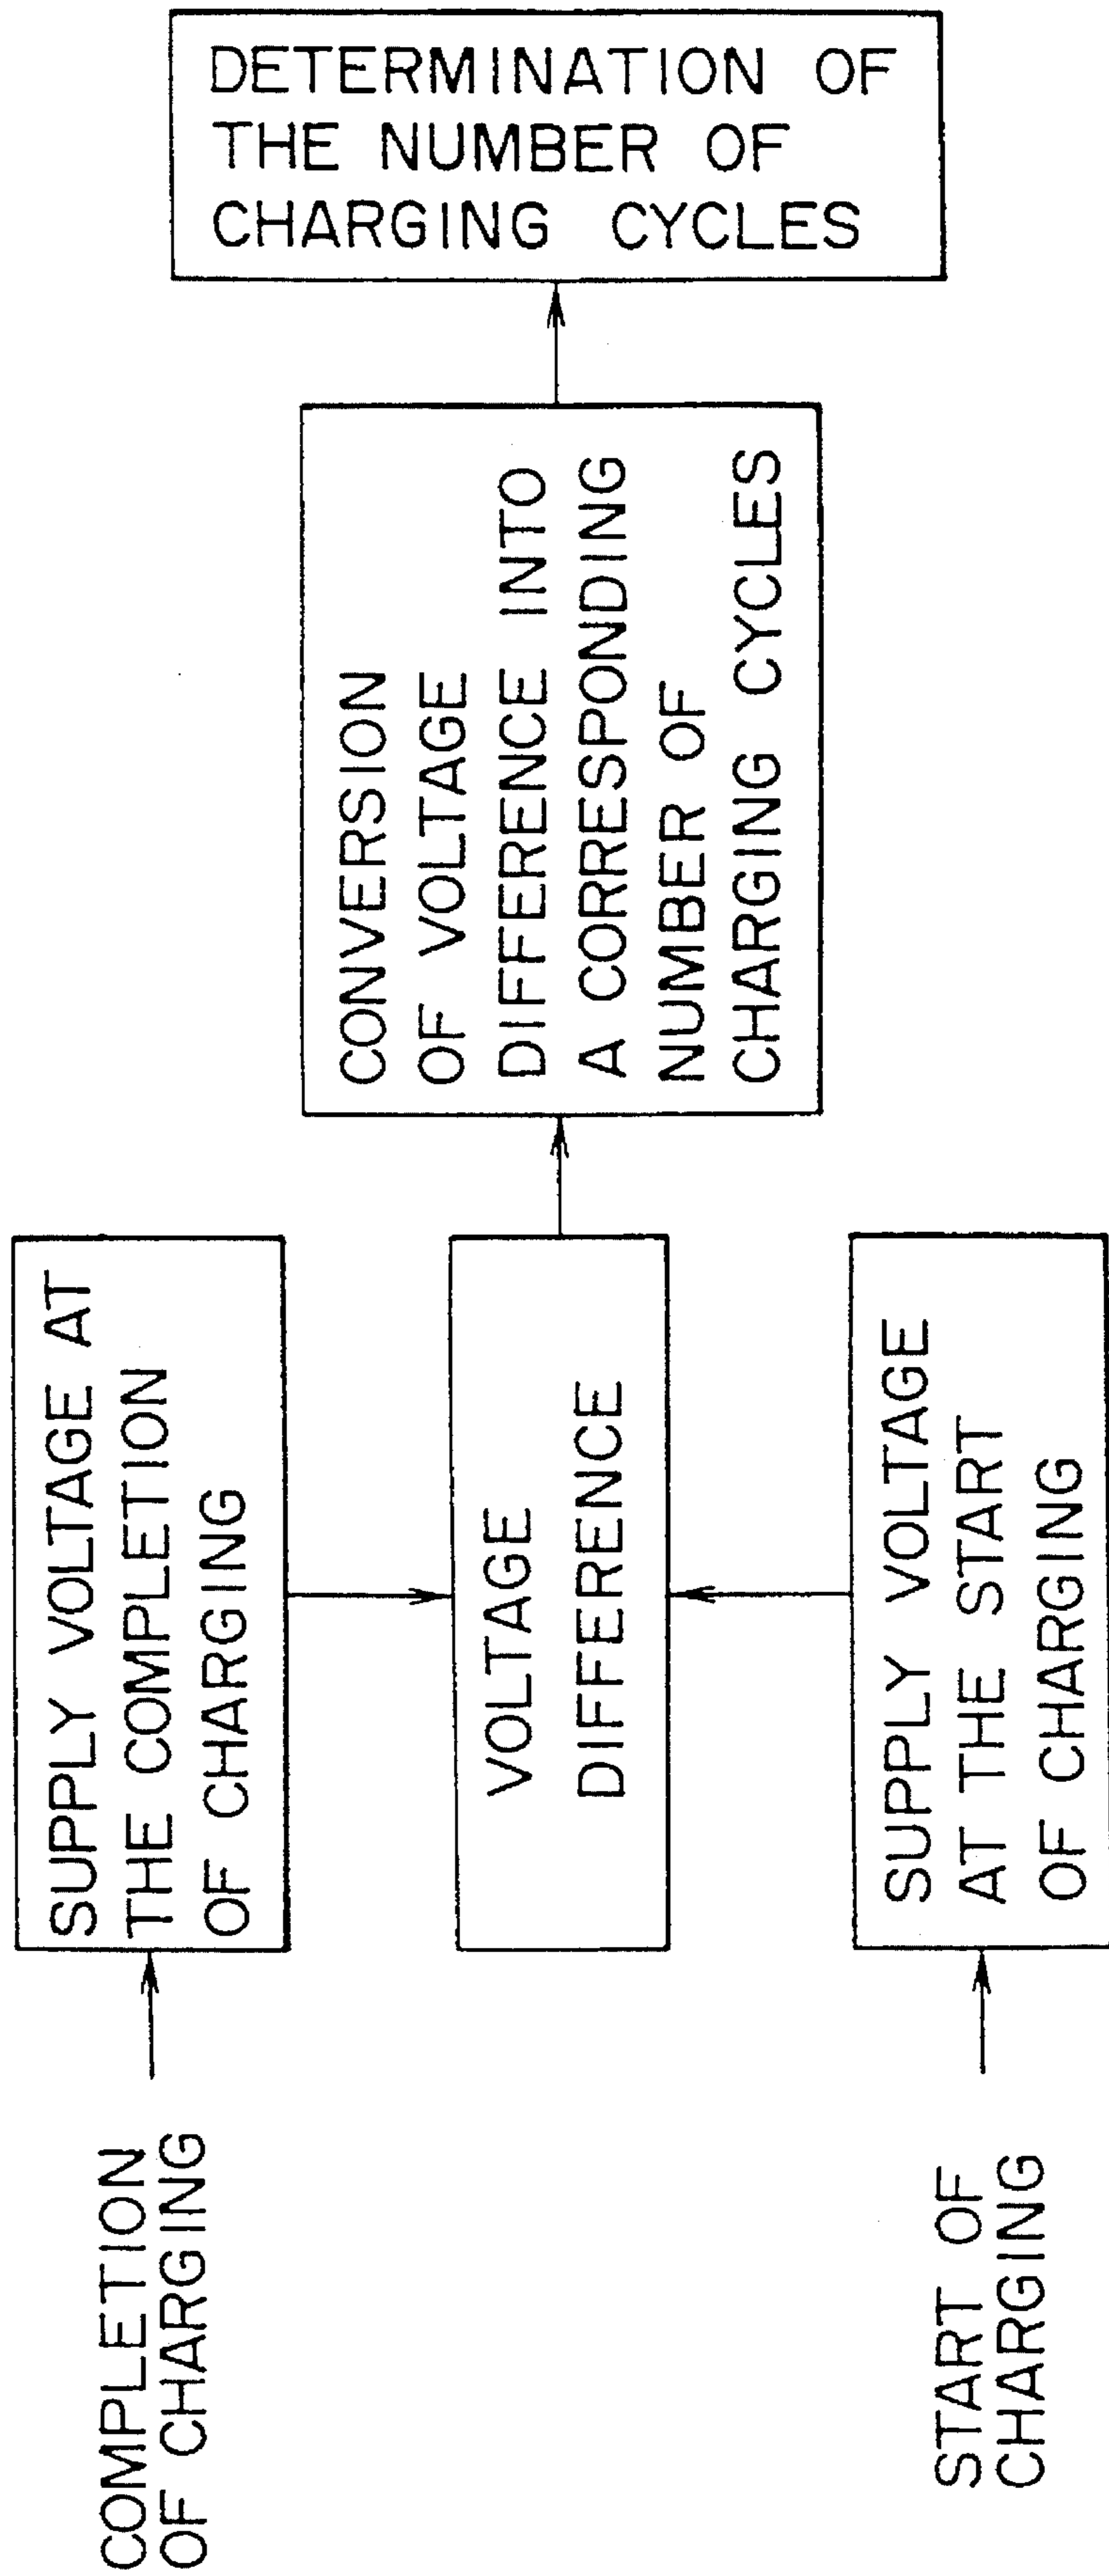 COMPLETION
OF CHARGING
SUPPLY VOLTAGE AT
THE COMPLETION
OF CHARGING
VOLTAGE
DIFFERENCE
START OF
CHARGING
SUPPLY VOLTAGE
AT THE START
OF CHARGING
CONVERSION
OF VOLTAGE
DIFFERENCE INTO
A CORRESPONDING
NUMBER OF
CHARGING CYCLES
DETERMINATION OF
THE NUMBER OF
CHARGING CYCLES